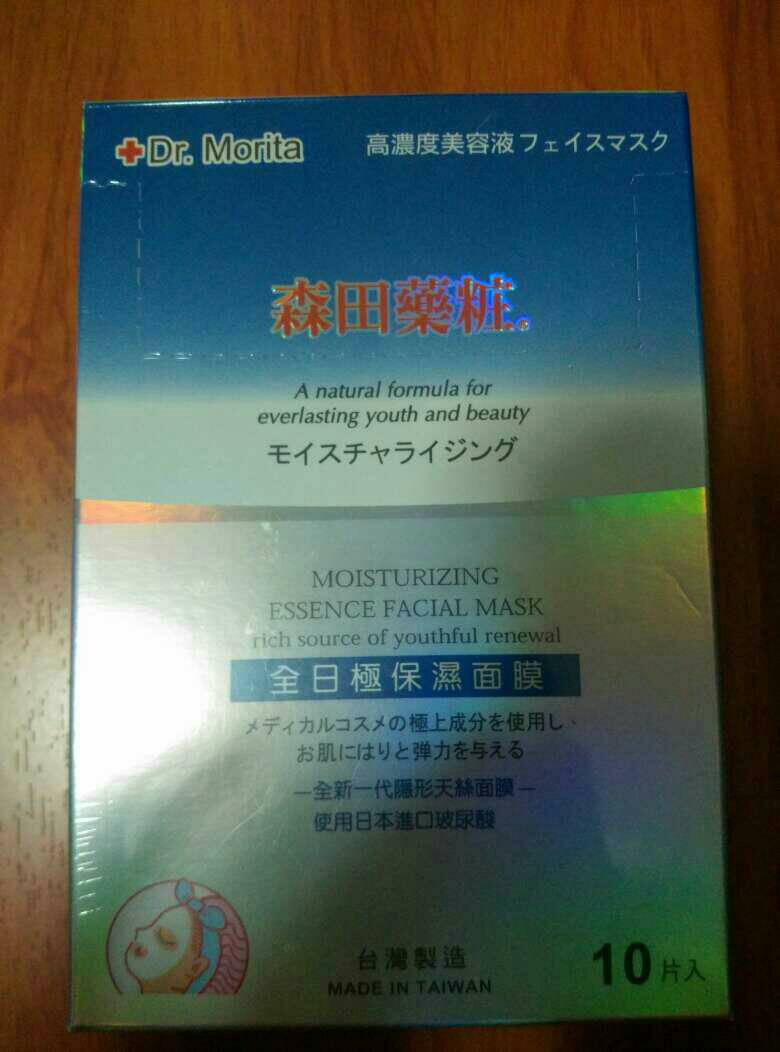 Dr. Morita
高濃度美容液フェイスマスク
森田藥粧
A natural formula for
everlasting youth and beauty
モイスチャライジング
MOISTURIZING
ESSENCE FACIAL MASK
rich source of youthful renewal
全日極保濕面膜
メディカルコスメの極上成分を使用し、
お肌にはりと弾力を与える
—全新一代隱形天絲面膜—
使用日本進口玻尿酸
台灣製造
MADE IN TAIWAN
10片入